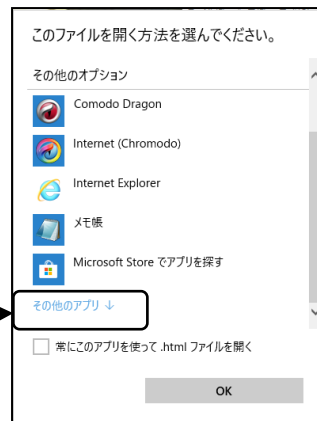 このファイルを開く方法を選んでください。
その他のオプション
Comodo Dragon
Internet (Chromodo)
Internet Explorer
メモ帳
Microsoft Store でアプリを探す
その他のアプリ ↓
常にこのアプリを使って .html ファイルを開く
OK